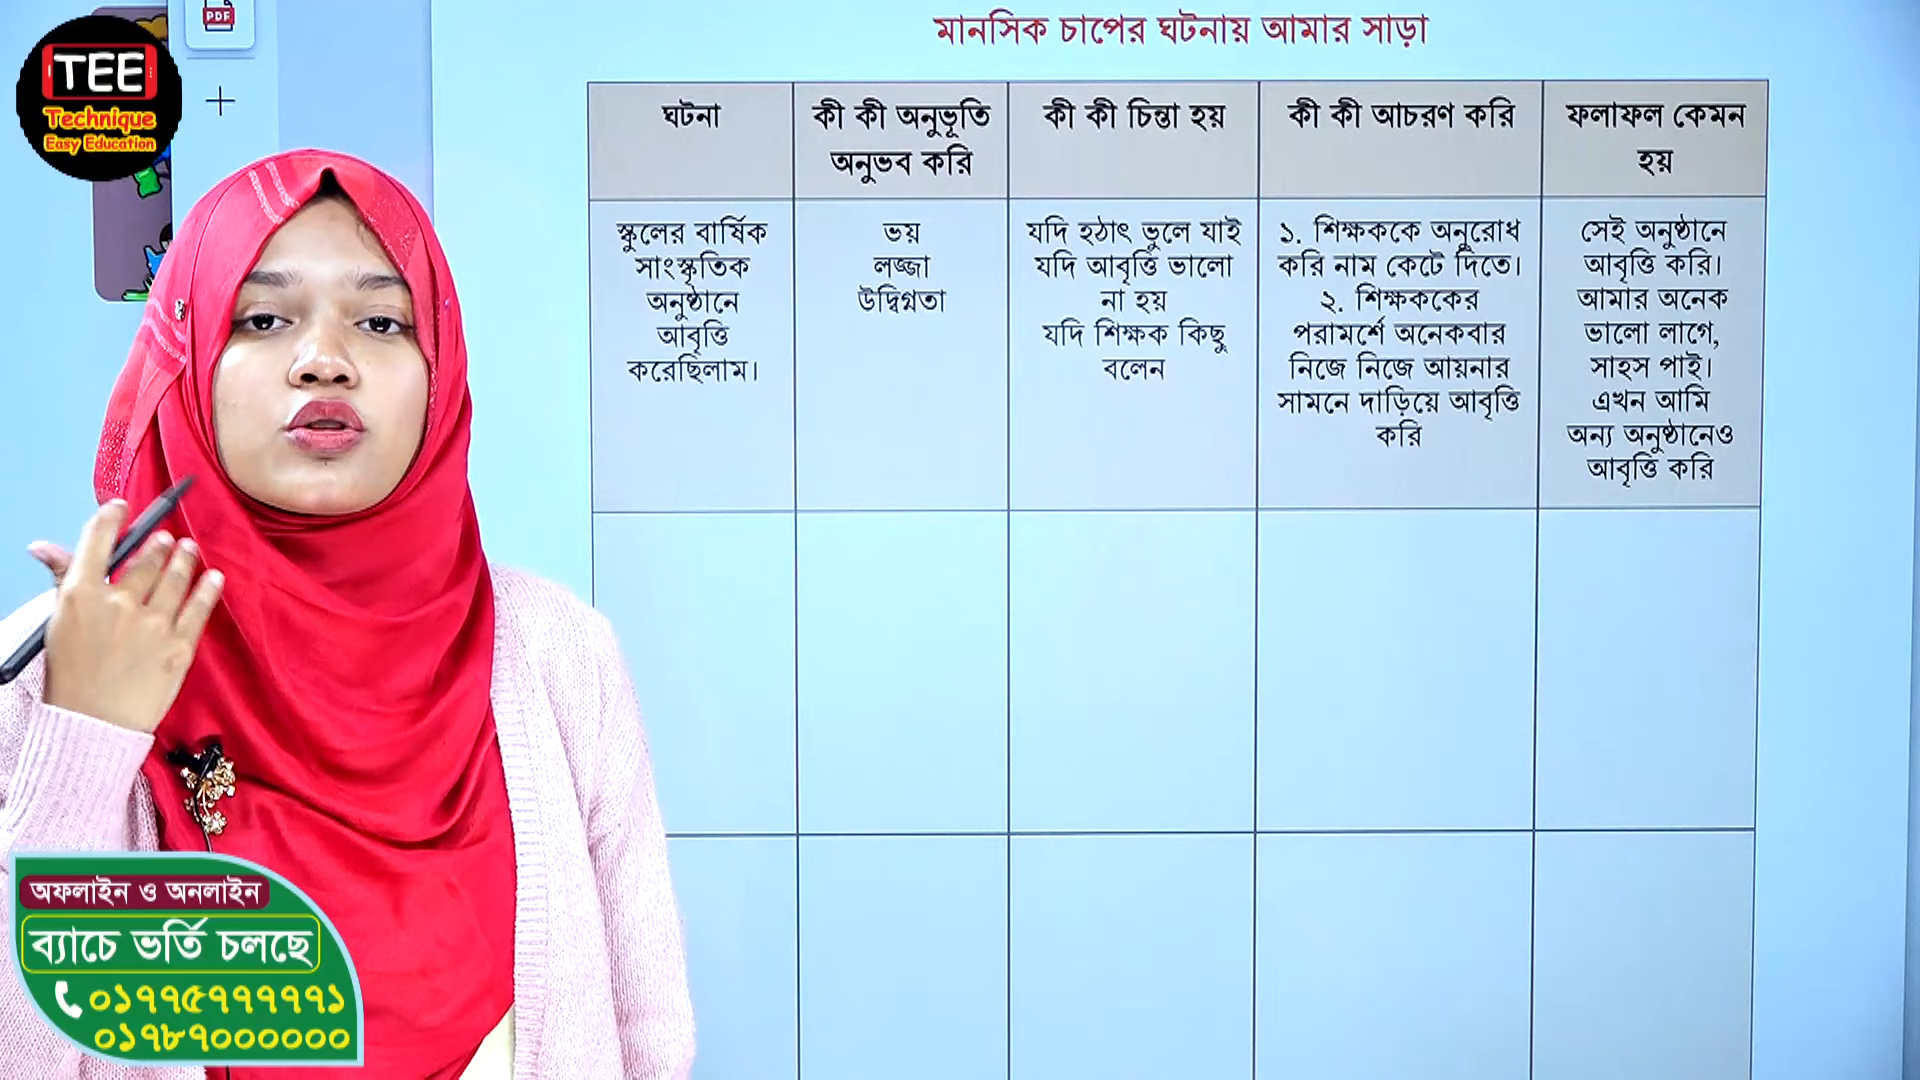 PDF
TEE
Technique
Easy Education
মানসিক চাপের ঘটনায় আমার সাড়া
ঘটনা
কী কী অনুভূতি
অনুভব করি
কী কী চিন্তা হয়
কী কী আচরণ করি
ফলাফল কেমন
হয়
স্কুলের বার্ষিক
সাংস্কৃতিক
অনুষ্ঠানে
আবৃত্তি
করেছিলাম।
ভয়
লজ্জা
উদ্বিগ্নতা
যদি হঠাৎ ভুলে যাই
যদি আবৃত্তি ভালো
না হয়
যদি শিক্ষক কিছু
বলেন
১. শিক্ষককে অনুরোধ
করি নাম কেটে দিতে।
২. শিক্ষককের
পরামর্শে অনেকবার
নিজে নিজে আয়নার
সামনে দাড়িয়ে আবৃত্তি
করি
সেই অনুষ্ঠানে
আবৃত্তি করি।
আমার অনেক
ভালো লাগে,
সাহস পাই।
এখন আমি
অন্য অনুষ্ঠানেও
আবৃত্তি করি
অফলাইন ও অনলাইন
ব্যাচে ভর্তি চলছে
০১৭৭৫৭৭৭৭৭১
০১৭৮৭০০০০০০